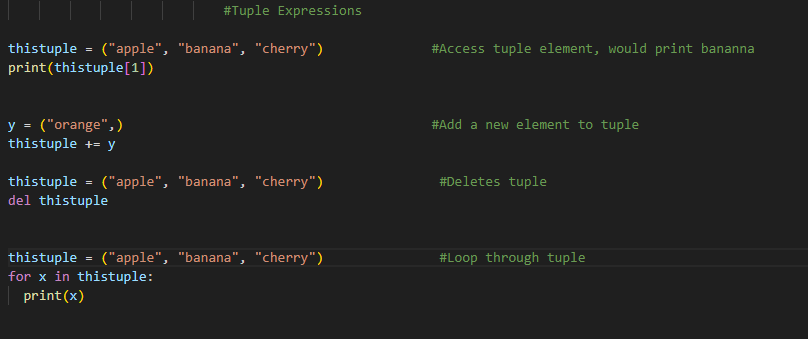 #Tuple Expressions
thistuple = ("apple", "banana", "cherry") #Access tuple element, would print bananna
print(thistuple[1])
y = ("orange",) #Add a new element to tuple
thistuple += y
thistuple = ("apple", "banana", "cherry") #Deletes tuple
del thistuple
thistuple = ("apple", "banana", "cherry") #Loop through tuple
for x in thistuple:
print(x)